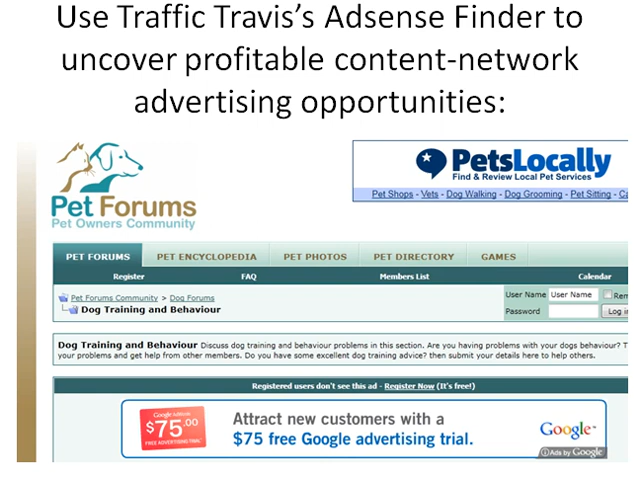 Use Traffic Travis’s Adsense Finder to
uncover profitable content-network
advertising opportunities:
Pet Forums
Pet Owners Community
PetsLocally
Find & Review Local Pet Services
Pet Shops - Vets - Dog Walking - Dog Grooming - Pet Sitting - Ca
PET FORUMS PET ENCYCLOPEDIA PET PHOTOS PET DIRECTORY GAMES
Register FAQ Members List Calendar
Pet Forums Community > Dog Forums
Dog Training and Behaviour
User Name User Name Rem
Password Log i
Dog Training and Behaviour Discuss dog training and behaviour problems in this section. Are you having problems with your dogs behaviour? T
your problems and get help from other members. Do you have some excellent dog training advice? then submit your details here to help others.
Registered users don't see this ad - Register Now (It's free!)
Google AdWords
$75.00
FREE ADVERTISING TRIAL
Attract new customers with a
$75 free Google advertising trial.
Google™
Ads by Google